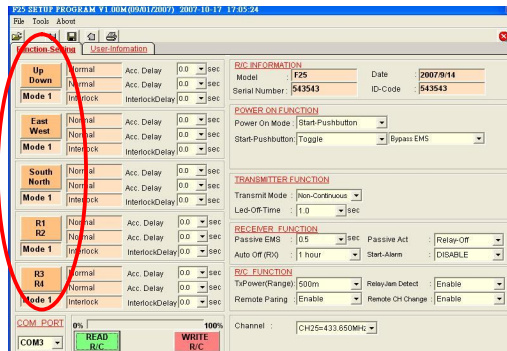 F25 SETUP PROGRAM V1.00M(09/01/2007) 2007-10-17 17:05:24
File Tools About
Function-Setting User-Information
Up
Down
Mode 1
Normal Acc. Delay 0.0 sec
Normal Acc. Delay 0.0 sec
Interlock InterlockDelay 0.0 sec
East
West
Mode 1
Normal Acc. Delay 0.0 sec
Normal Acc. Delay 0.0 sec
Interlock InterlockDelay 0.0 sec
South
North
Mode 1
Normal Acc. Delay 0.0 sec
Normal Acc. Delay 0.0 sec
Interlock InterlockDelay 0.0 sec
R1
R2
Mode 1
Normal Acc. Delay 0.0 sec
Normal Acc. Delay 0.0 sec
Interlock InterlockDelay 0.0 sec
R3
R4
Mode 1
Normal Acc. Delay 0.0 sec
Normal Acc. Delay 0.0 sec
Interlock InterlockDelay 0.0 sec
COM PORT
COM3
0% 100%
READ R/C
WRITE R/C
R/C INFORMATION
Model : F25 Date : 2007/9/14
Serial Number : 543543 ID-Code : 543543
POWER ON FUNCTION
Power On Mode : Start-Pushbutton
Start-Pushbutton: Toggle Bypass EMS
TRANSMITTER FUNCTION
Transmit Mode : Non-Continuous
Led-Off-Time : 1.0 sec
RECEIVER FUNCTION
Passive EMS : 0.5 sec Passive Act : Relay-Off
Auto Off (RX) : 1 hour Start-Alarm : DISABLE
R/C FUNCTION
TxPower(Range): 500m RelayJam Detect : Enable
Remote Paring : Enable Remote CH Change : Enable
Channel : CH25=433.650MHz